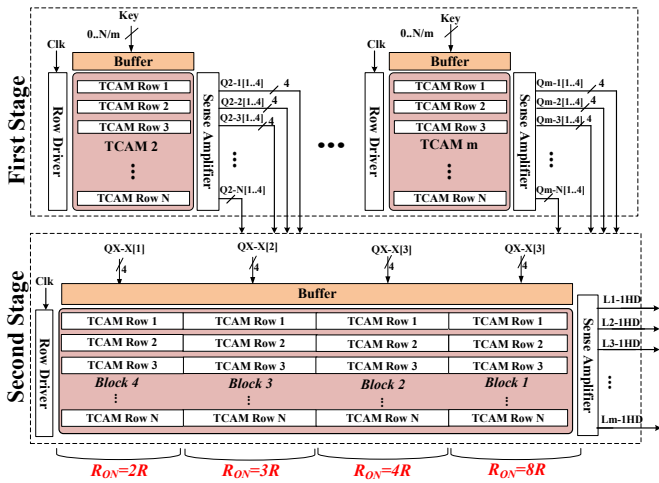 Key
Key
Clk
0..N/m
Clk
0..N/m
Buffer
Buffer
First Stage
Row Driver
TCAM Row 1
TCAM Row 2
TCAM Row 3
TCAM 2
TCAM Row N
Sense Amplifier
Q2-1[1..4]
4
Q2-2[1..4]
4
Q2-3[1..4]
4
Q2-N[1..4]
Row Driver
TCAM Row 1
TCAM Row 2
TCAM Row 3
TCAM m
TCAM Row N
Sense Amplifier
Qm-1[1..4]
4
Qm-2[1..4]
4
Qm-3[1..4]
4
Qm-N[1..4]
Second Stage
QX-X[1]
QX-X[2]
QX-X[3]
QX-X[3]
4
4
4
4
Clk
Buffer
Row Driver
TCAM Row 1 TCAM Row 1 TCAM Row 1 TCAM Row 1
TCAM Row 2 TCAM Row 2 TCAM Row 2 TCAM Row 2
TCAM Row 3 TCAM Row 3 TCAM Row 3 TCAM Row 3
Block 4 Block 3 Block 2 Block 1
TCAM Row N TCAM Row N TCAM Row N TCAM Row N
Sense Amplifier
L1-1HD
L2-1HD
L3-1HD
Lm-1HD
RON=2R RON=3R RON=4R RON=8R